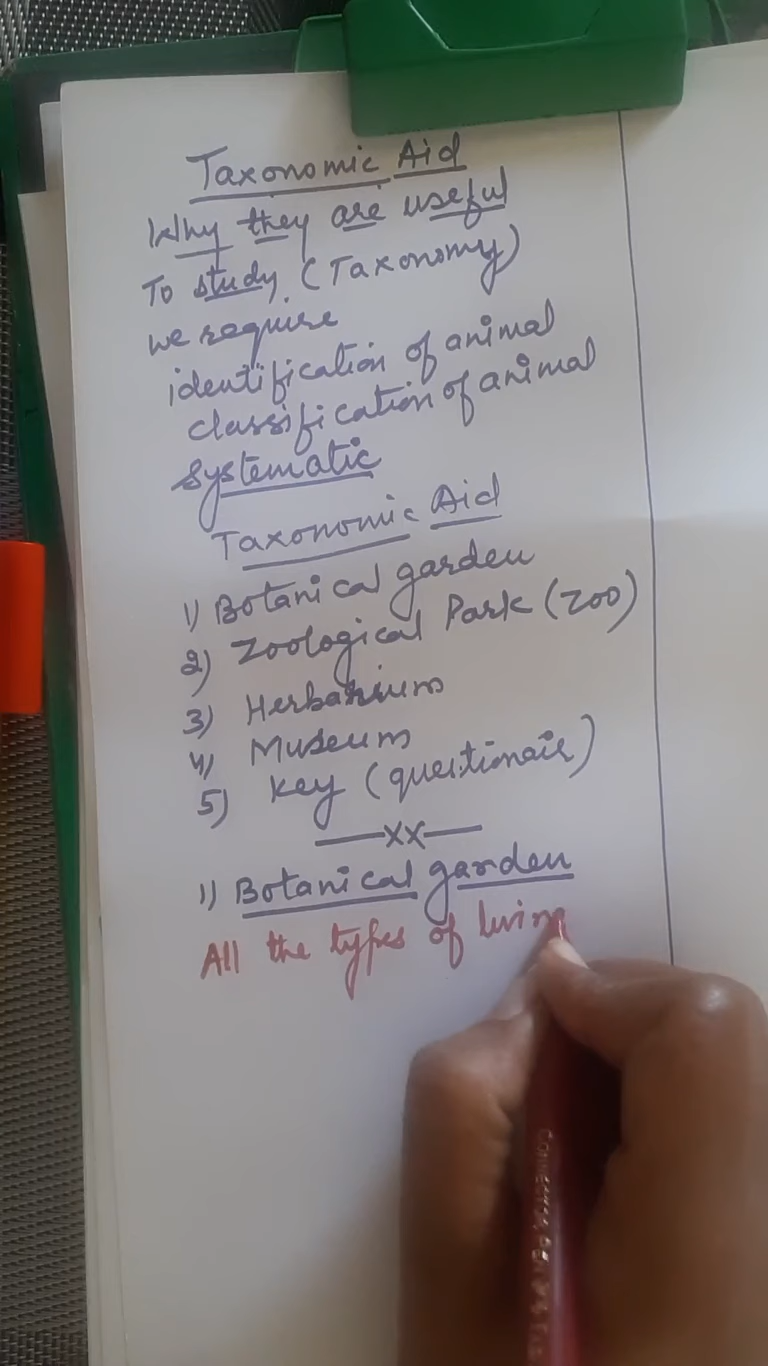 Taxonomic Aid
Why they are useful
To study (Taxonomy)
we require
identification of animal
classification of animal
Systematic
Taxonomic Aid
1) Botanical garden
2) Zoological Park (Zoo)
3) Herbarium
4) Museum
5) Key (questionair)
—xx—
1) Botanical garden
All the types of living